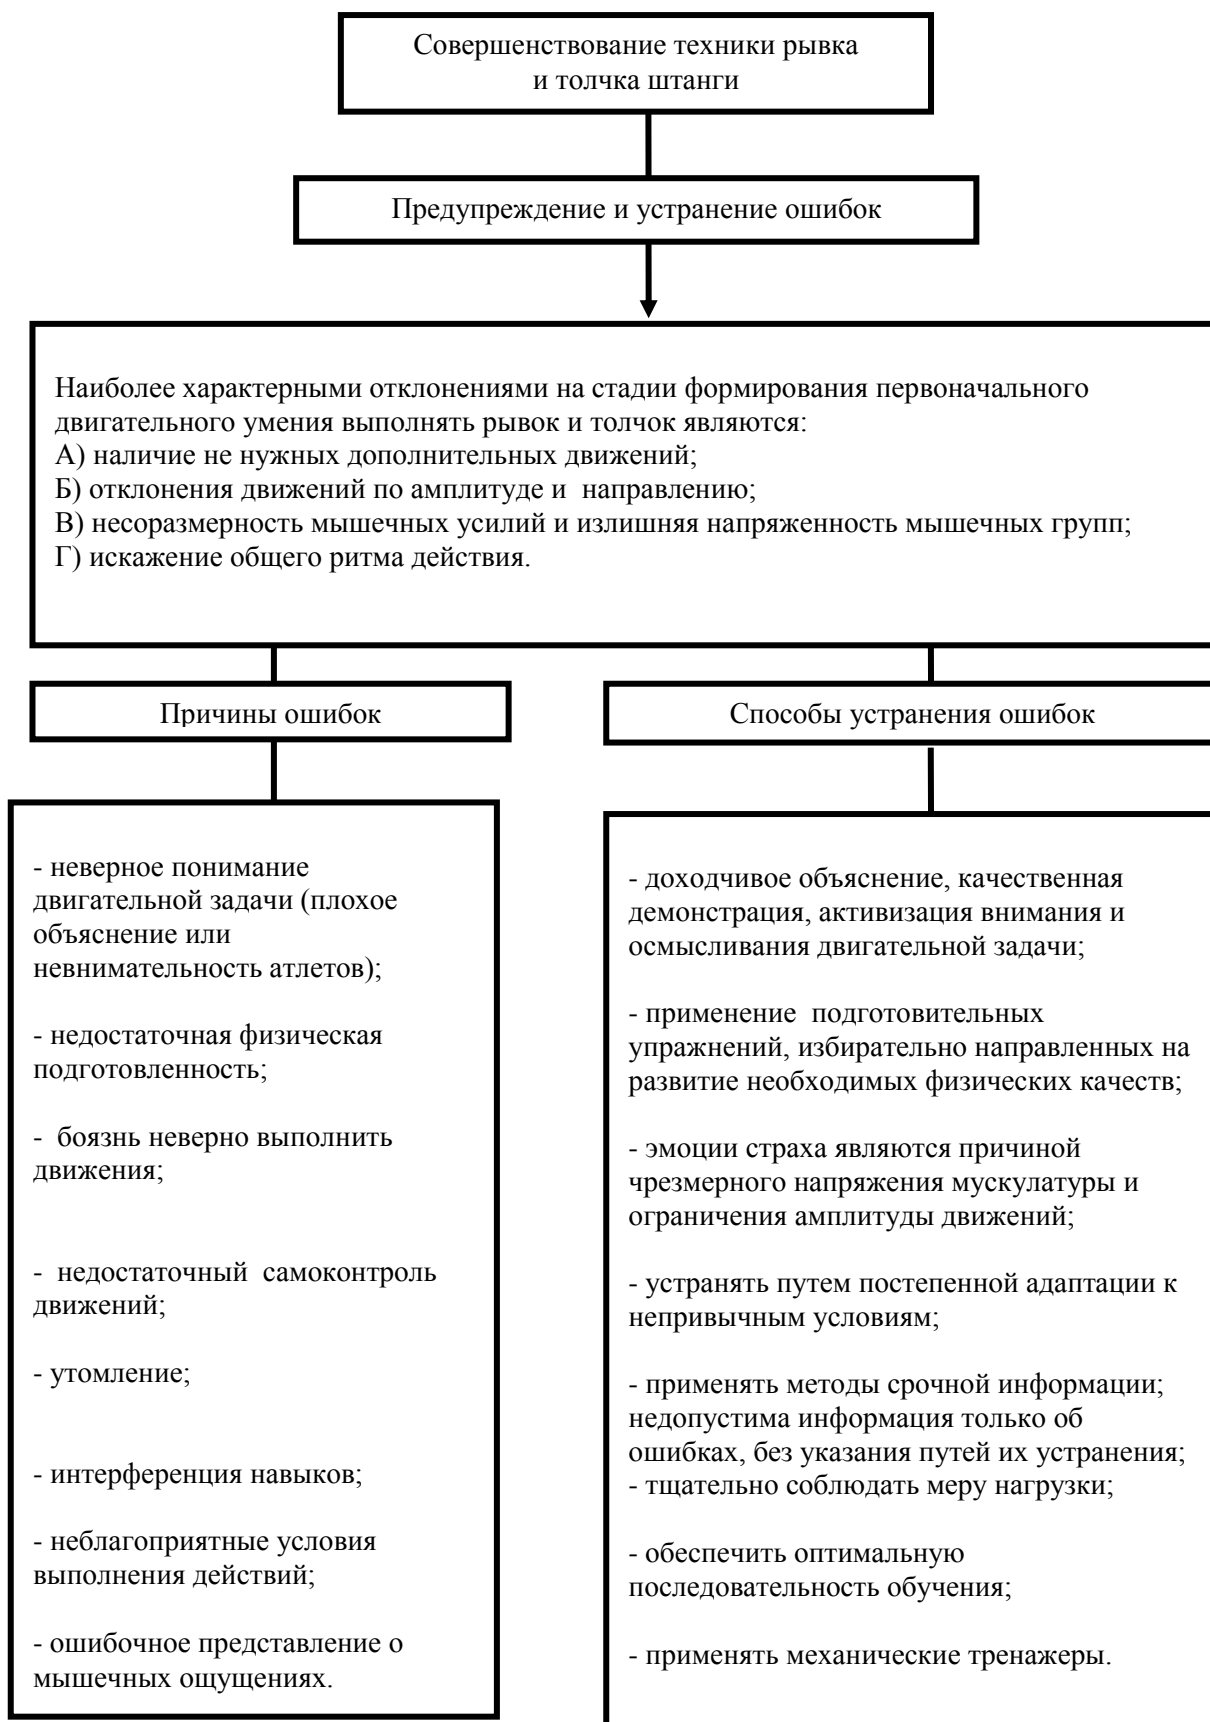 Совершенствование техники рывка
и толчка штанги
Предупреждение и устранение ошибок
Наиболее характерными отклонениями на стадии формирования первоначального
двигательного умения выполнять рывок и толчок являются:
А) наличие не нужных дополнительных движений;
Б) отклонения движений по амплитуде и направлению;
В) несоразмерность мышечных усилий и излишняя напряженность мышечных групп;
Г) искажение общего ритма действия.
Причины ошибок
- неверное понимание
двигательной задачи (плохое
объяснение или
невнимательность атлетов);
- недостаточная физическая
подготовленность;
- боязнь неверно выполнить
движения;
- недостаточный самоконтроль
движений;
- утомление;
- интерференция навыков;
- неблагоприятные условия
выполнения действий;
- ошибочное представление о
мышечных ощущениях.
Способы устранения ошибок
- доходчивое объяснение, качественная
демонстрация, активизация внимания и
осмысливания двигательной задачи;
- применение подготовительных
упражнений, избирательно направленных на
развитие необходимых физических качеств;
- эмоции страха являются причиной
чрезмерного напряжения мускулатуры и
ограничения амплитуды движений;
- устранять путем постепенной адаптации к
непривычным условиям;
- применять методы срочной информации;
недопустима информация только об
ошибках, без указания путей их устранения;
- тщательно соблюдать меру нагрузки;
- обеспечить оптимальную
последовательность обучения;
- применять механические тренажеры.